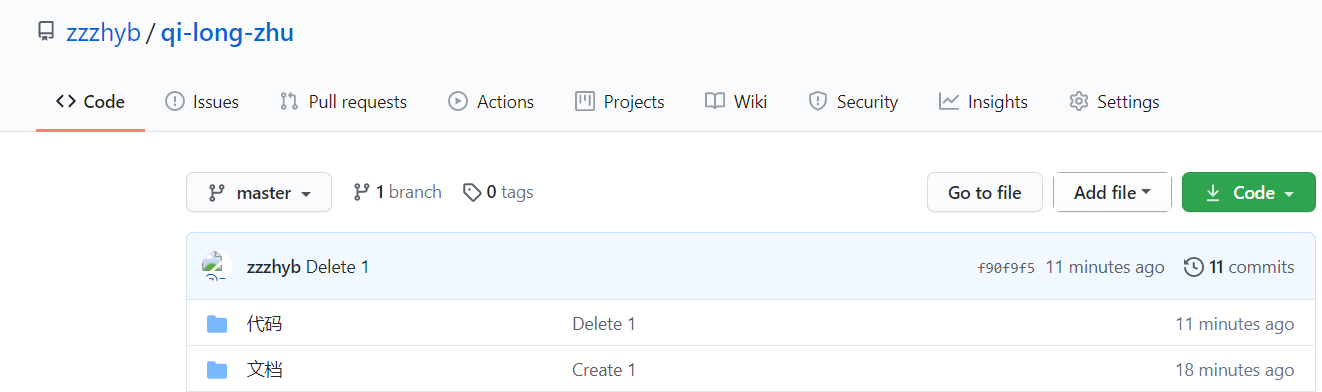 zzzhyb / qi-long-zhu
Code Issues Pull requests Actions Projects Wiki Security Insights Settings
master 1 branch 0 tags Go to file Add file Code
zzzhyb Delete 1 f90f9f5 11 minutes ago 11 commits
代码 Delete 1 11 minutes ago
文档 Create 1 18 minutes ago